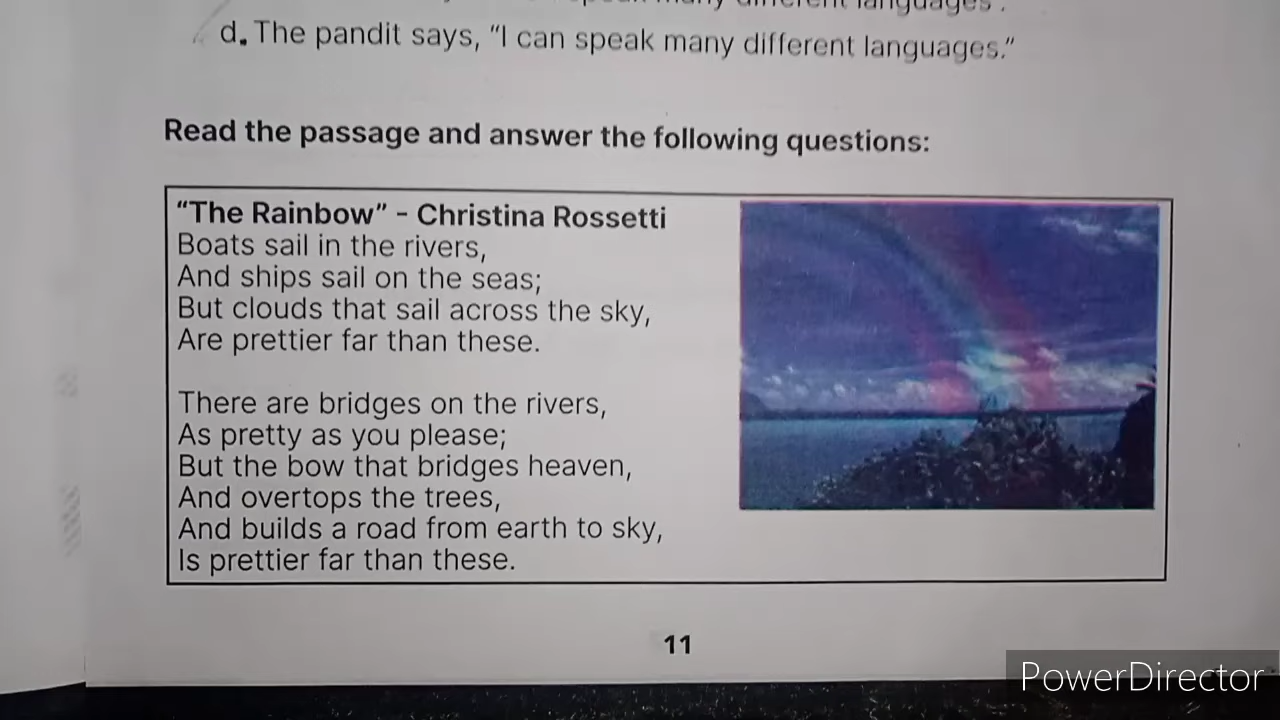 many different languages.
d. The pandit says, “I can speak many different languages.”
Read the passage and answer the following questions:
“The Rainbow” - Christina Rossetti
Boats sail in the rivers,
And ships sail on the seas;
But clouds that sail across the sky,
Are prettier far than these.
There are bridges on the rivers,
As pretty as you please;
But the bow that bridges heaven,
And overtops the trees,
And builds a road from earth to sky,
Is prettier far than these.
11
PowerDirector